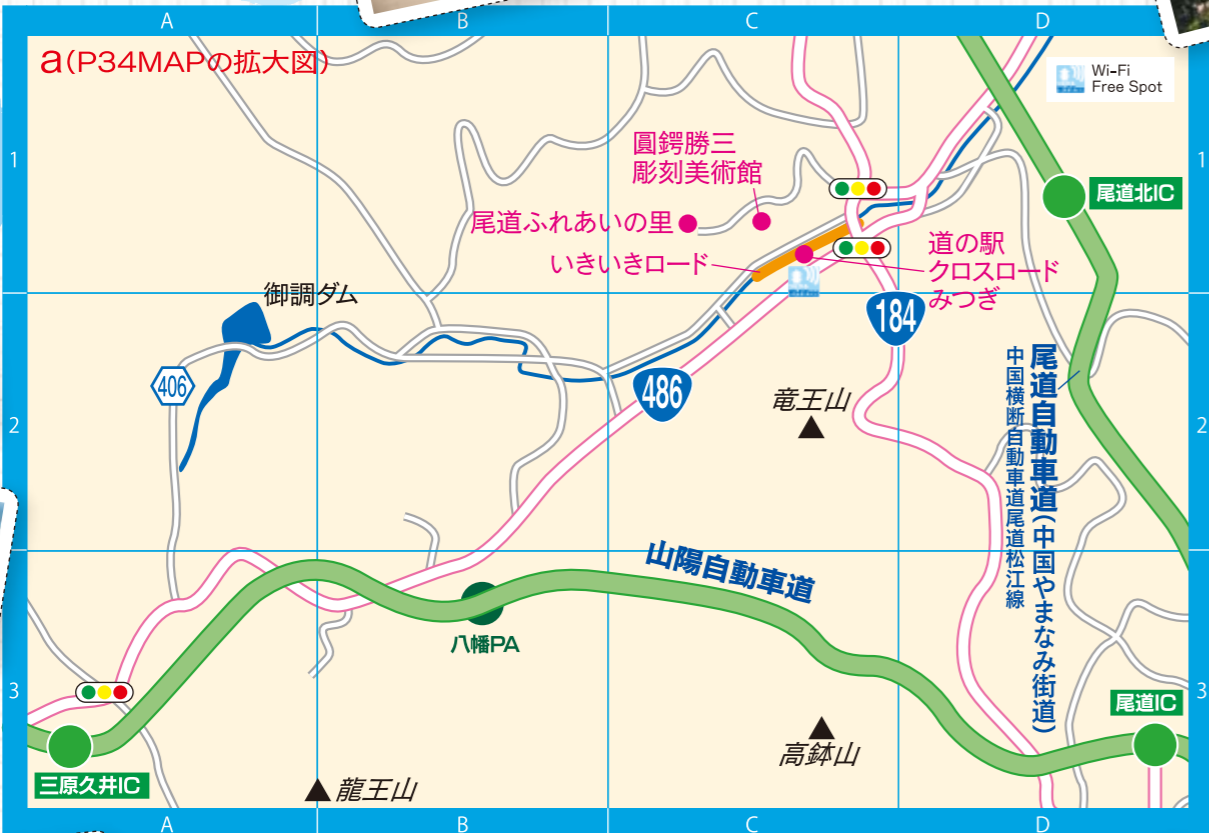 A
B
C
D
a(P34MAPの拡大図)
Wi-Fi
Free Spot
1
1
圓鍔勝三
彫刻美術館
尾道北IC
尾道ふれあいの里
いきいきロード
道の駅
クロスロード
みつぎ
御調ダム
184
406
486
竜王山
2
2
尾道自動車道(中国やまなみ街道)
中国横断自動車道尾道松江線
山陽自動車道
八幡PA
3
3
尾道IC
高鉢山
三原久井IC
龍王山
A
B
C
D